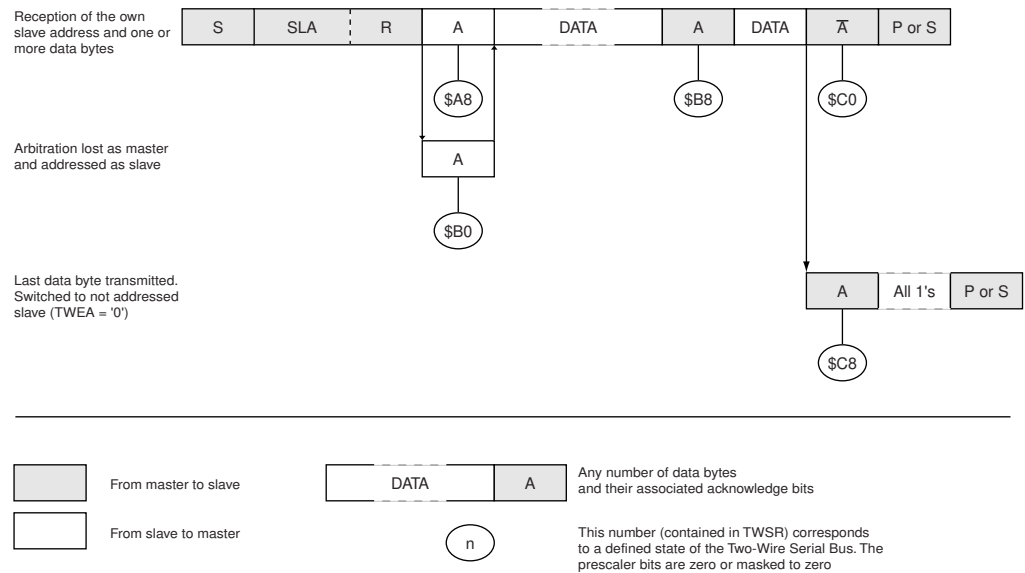 Reception of the own
slave address and one or
more data bytes
S SLA R A DATA A DATA A̅ P or S
$A8 $B8 $C0
Arbitration lost as master
and addressed as slave
A
$B0
Last data byte transmitted.
Switched to not addressed
slave (TWEA = '0')
A All 1's P or S
$C8
From master to slave
DATA A
Any number of data bytes
and their associated acknowledge bits
From slave to master
n
This number (contained in TWSR) corresponds
to a defined state of the Two-Wire Serial Bus. The
prescaler bits are zero or masked to zero